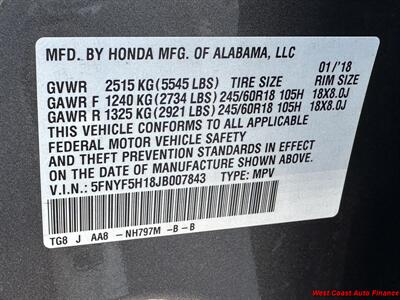 MFD. BY HONDA MFG. OF ALABAMA, LLC 01/'18
GVWR 2515 KG (5545 LBS) TIRE SIZE RIM SIZE
GAWR F 1240 KG (2734 LBS) 245/60R18 105H 18X8.0J
GAWR R 1325 KG (2921 LBS) 245/60R18 105H 18X8.0J
THIS VEHICLE CONFORMS TO ALL APPLICABLE
FEDERAL MOTOR VEHICLE SAFETY
AND THEFT PREVENTION STANDARDS IN EFFECT
ON THE DATE OF MANUFACTURE SHOWN ABOVE.
V.I.N.: 5FNYF5H18JB007843 TYPE: MPV
TG8 J AA8 - NH797M -B -B
West Coast Auto Finance